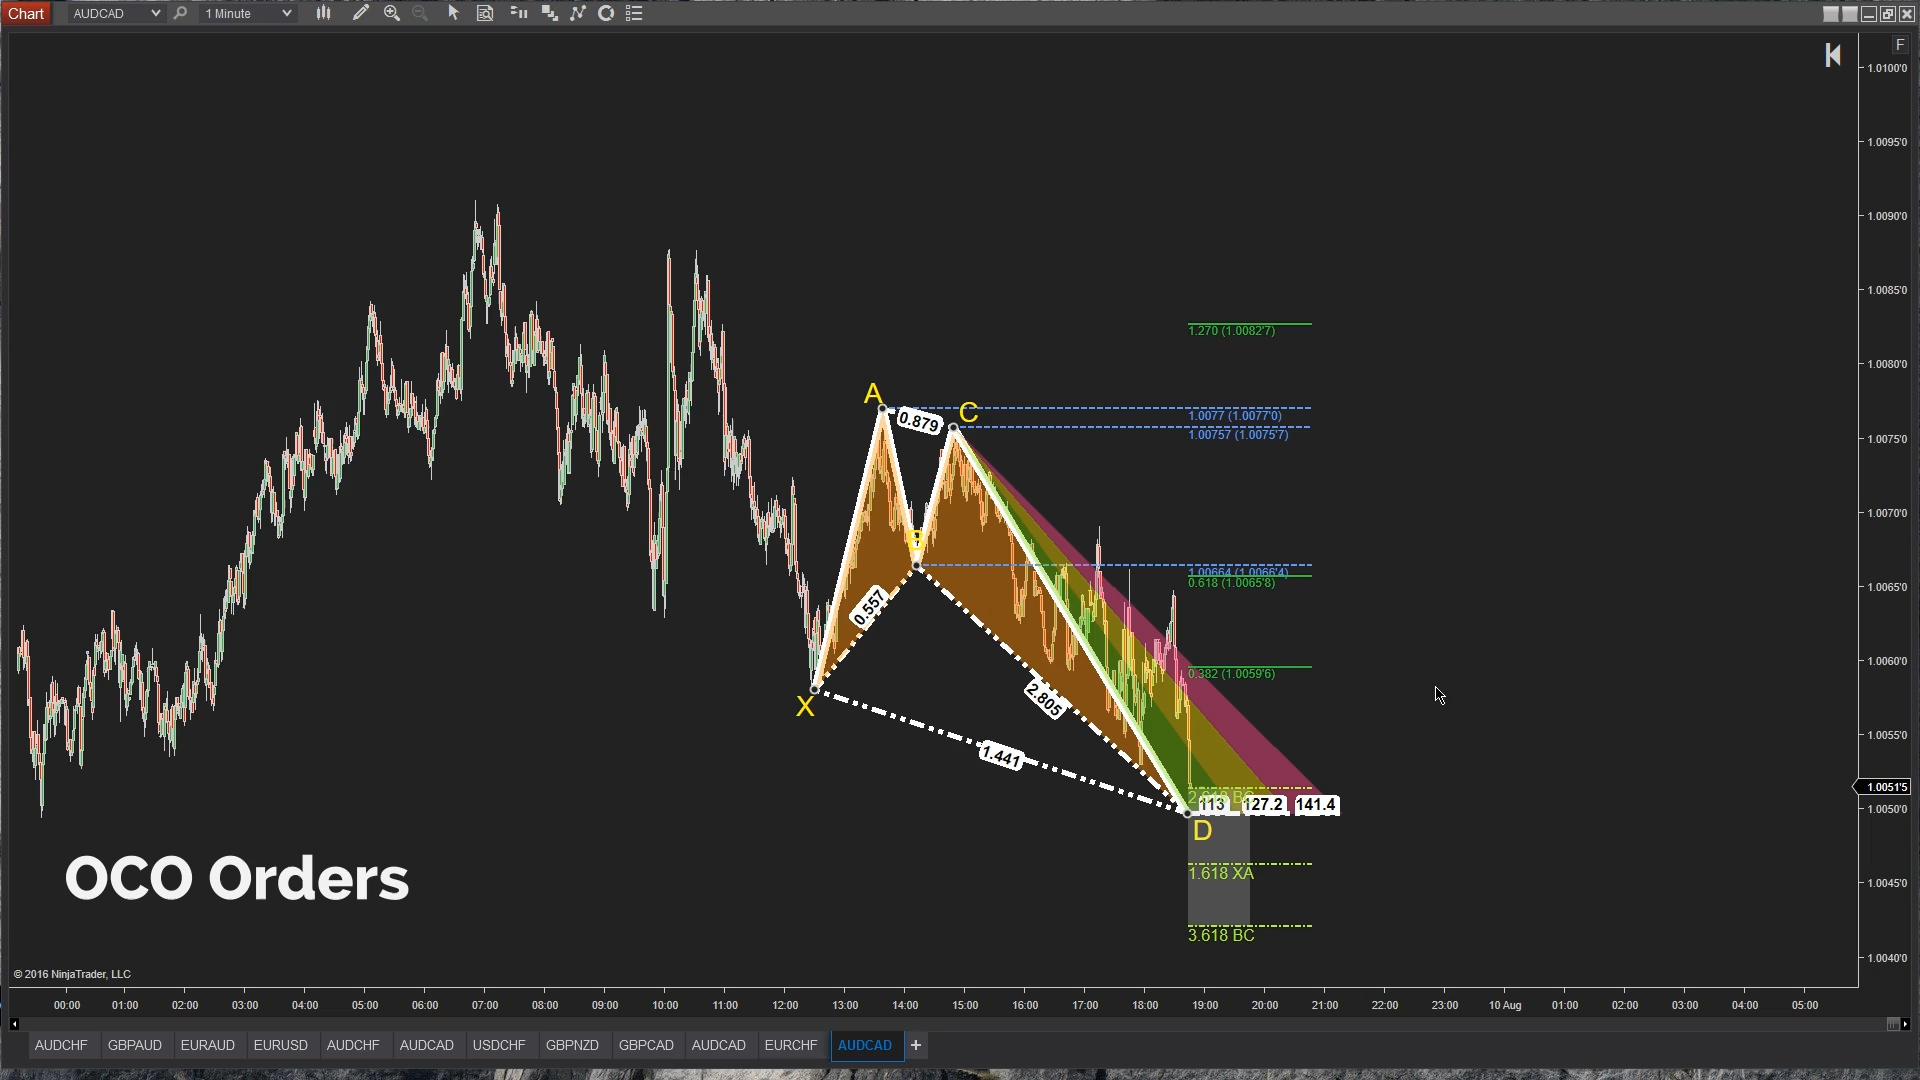 Chart AUDCAD 1 Minute
F
1.0100'0
1.0095'0
1.0090'0
1.0085'0
1.270 (1.0082'7)
1.0080'0
A
0.879
C
1.0077 (1.0077'0)
1.00757 (1.0075'7)
1.0075'0
1.0070'0
B
1.00664 (1.0066'4)
0.618 (1.0065'8)
1.0065'0
0.557
1.0060'0
0.382 (1.0059'6)
X
2.805
1.0055'0
1.441
1.0051'5
2.618 BC
113 127.2 141.4
1.0050'0
D
OCO Orders
1.618 XA
1.0045'0
3.618 BC
1.0040'0
© 2016 NinjaTrader, LLC
00:00 01:00 02:00 03:00 04:00 05:00 06:00 07:00 08:00 09:00 10:00 11:00 12:00 13:00 14:00 15:00 16:00 17:00 18:00 19:00 20:00 21:00 22:00 23:00 10 Aug 01:00 02:00 03:00 04:00 05:00
AUDCHF GBPAUD EURAUD EURUSD AUDCHF AUDCAD USDCHF GBPNZD GBPCAD AUDCAD EURCHF AUDCAD +